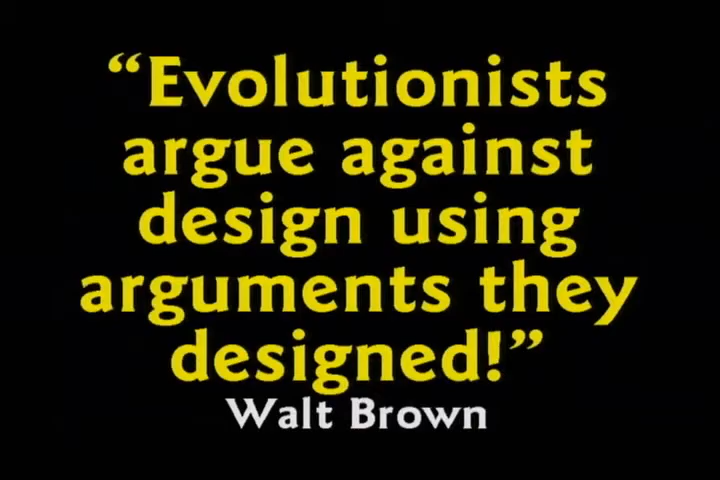 “Evolutionists
argue against
design using
arguments they
designed!”
Walt Brown